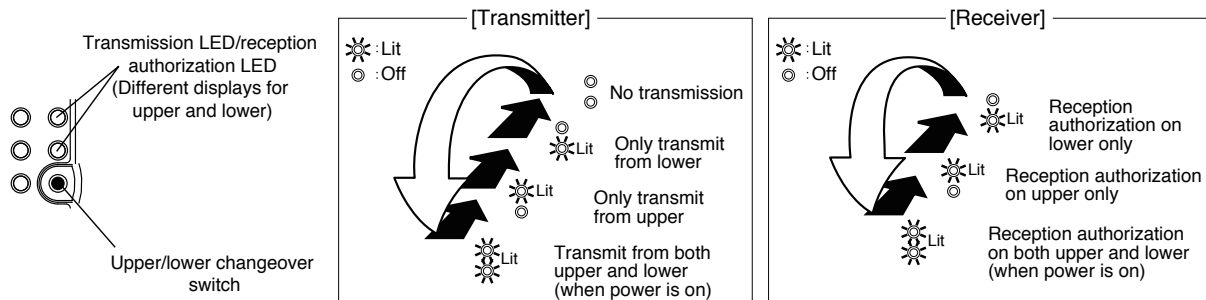 Transmission LED/reception
authorization LED
(Different displays for
upper and lower)
Upper/lower changeover
switch
[Transmitter]
:Lit
:Off
No transmission
Lit
Only transmit
from lower
Lit
Only transmit
from upper
Lit
Transmit from both
upper and lower
(when power is on)
[Receiver]
:Lit
:Off
Lit
Reception
authorization on
lower only
Lit
Reception authorization
on upper only
Lit
Reception authorization
on both upper and lower
(when power is on)